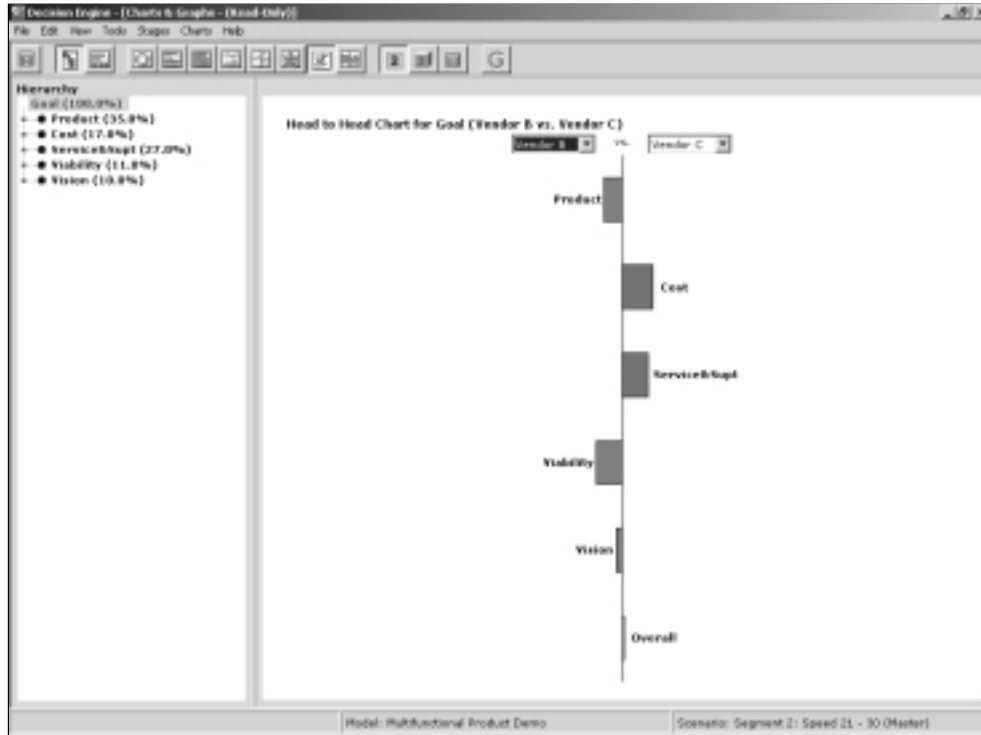 Decision Engine - [Charts & Graphs - (Read-Only)]
File Edit View Tools Stages Charts Help
Hierarchy
Goal (100.0%)
Product (35.0%)
Cost (17.0%)
Service&Supt (27.0%)
Viability (11.0%)
Vision (10.0%)
Head to Head Chart for Goal (Vendor B vs. Vendor C)
Vendor B vs. Vendor C
Product
Cost
Service&Supt
Viability
Vision
Overall
Model: Multifunctional Product Demo
Scenario: Segment 2: Speed 21 - 30 (Master)